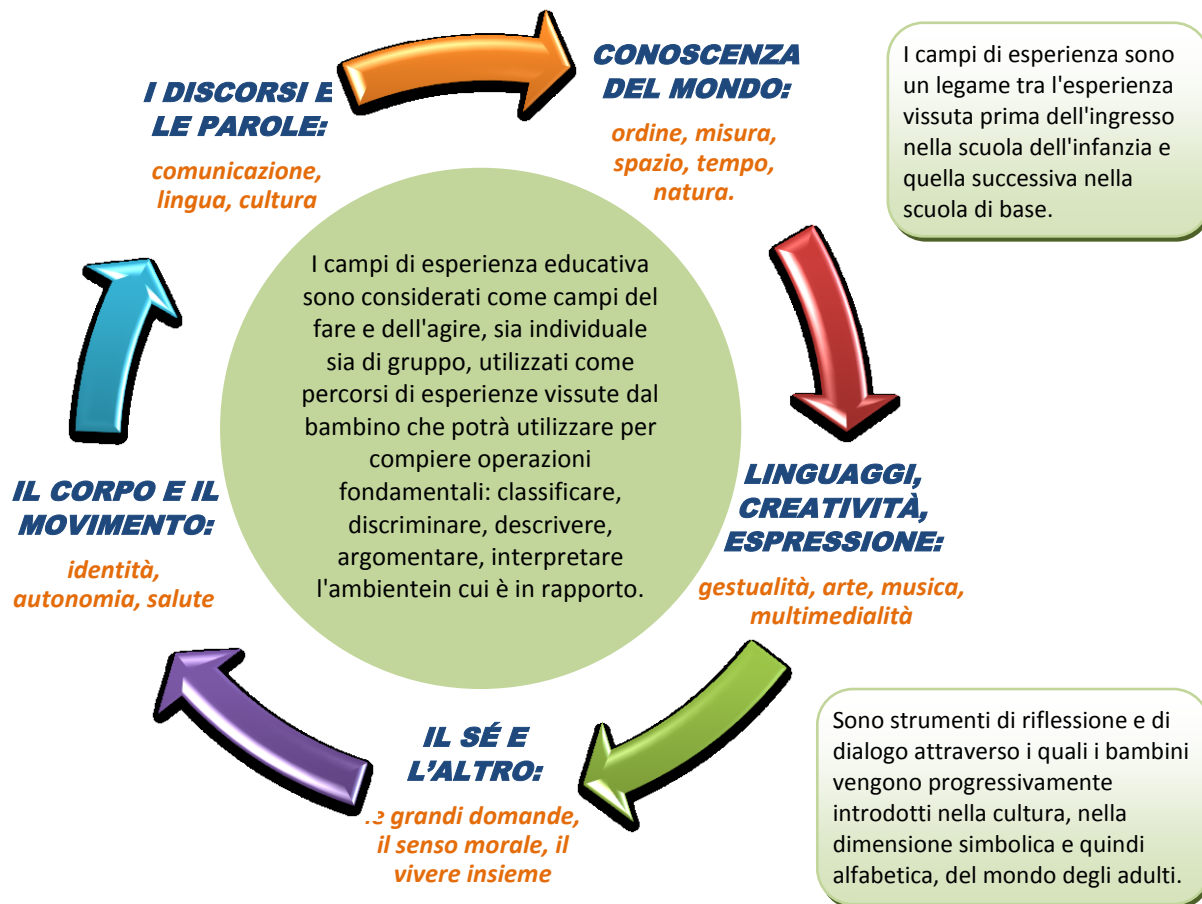 I DISCORSI E
LE PAROLE:
comunicazione,
lingua, cultura
CONOSCENZA
DEL MONDO:
ordine, misura,
spazio, tempo,
natura.
I campi di esperienza sono
un legame tra l'esperienza
vissuta prima dell'ingresso
nella scuola dell'infanzia e
quella successiva nella
scuola di base.
I campi di esperienza educativa
sono considerati come campi del
fare e dell'agire, sia individuale
sia di gruppo, utilizzati come
percorsi di esperienze vissute dal
bambino che potrà utilizzare per
compiere operazioni
fondamentali: classificare,
discriminare, descrivere,
argomentare, interpretare
l'ambientein cui è in rapporto.
IL CORPO E IL
MOVIMENTO:
identità,
autonomia, salute
LINGUAGGI,
CREATIVITÀ,
ESPRESSIONE:
gestualità, arte, musica,
multimedialità
IL SÉ E
L'ALTRO:
le grandi domande,
il senso morale, il
vivere insieme
Sono strumenti di riflessione e di
dialogo attraverso i quali i bambini
vengono progressivamente
introdotti nella cultura, nella
dimensione simbolica e quindi
alfabetica, del mondo degli adulti.